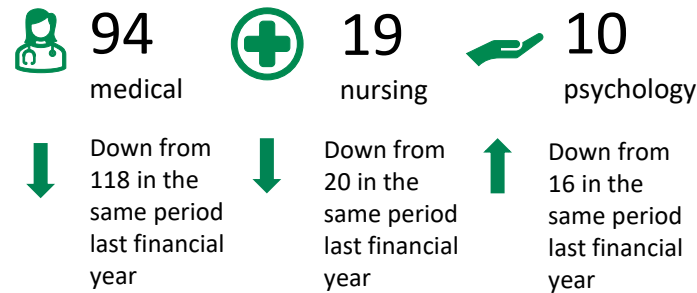 94
medical
Down from
118 in the
same period
last financial
year
19
nursing
Down from
20 in the
same period
last financial
year
10
psychology
Down from
16 in the
same period
last financial
year